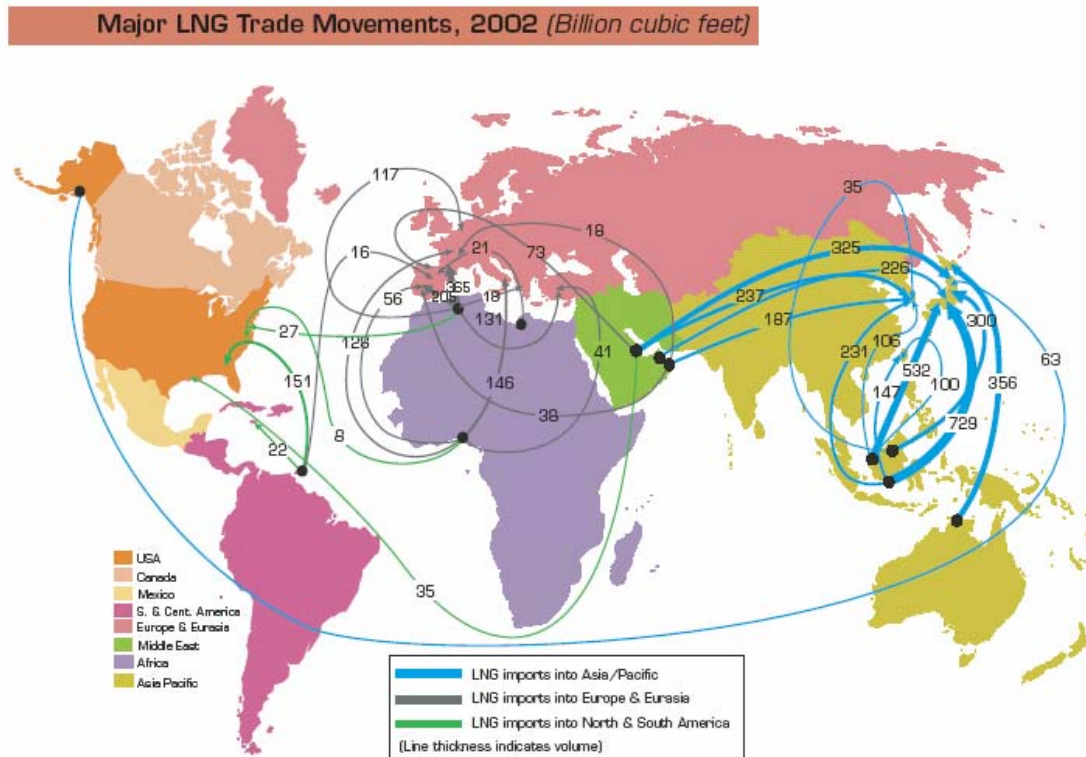 Major LNG Trade Movements, 2002 (Billion cubic feet)
117
35
16
21
73
18
325
226
56
365
205
19
237
187
300
27
131
128
41
231
106
63
151
146
532
100
356
147
38
8
729
22
35
USA
Canada
Mexico
S. & Cent. America
Europe & Eurasia
Middle East
Africa
Asia Pacific
LNG imports into Asia/Pacific
LNG imports into Europe & Eurasia
LNG imports into North & South America
(Line thickness indicates volume)